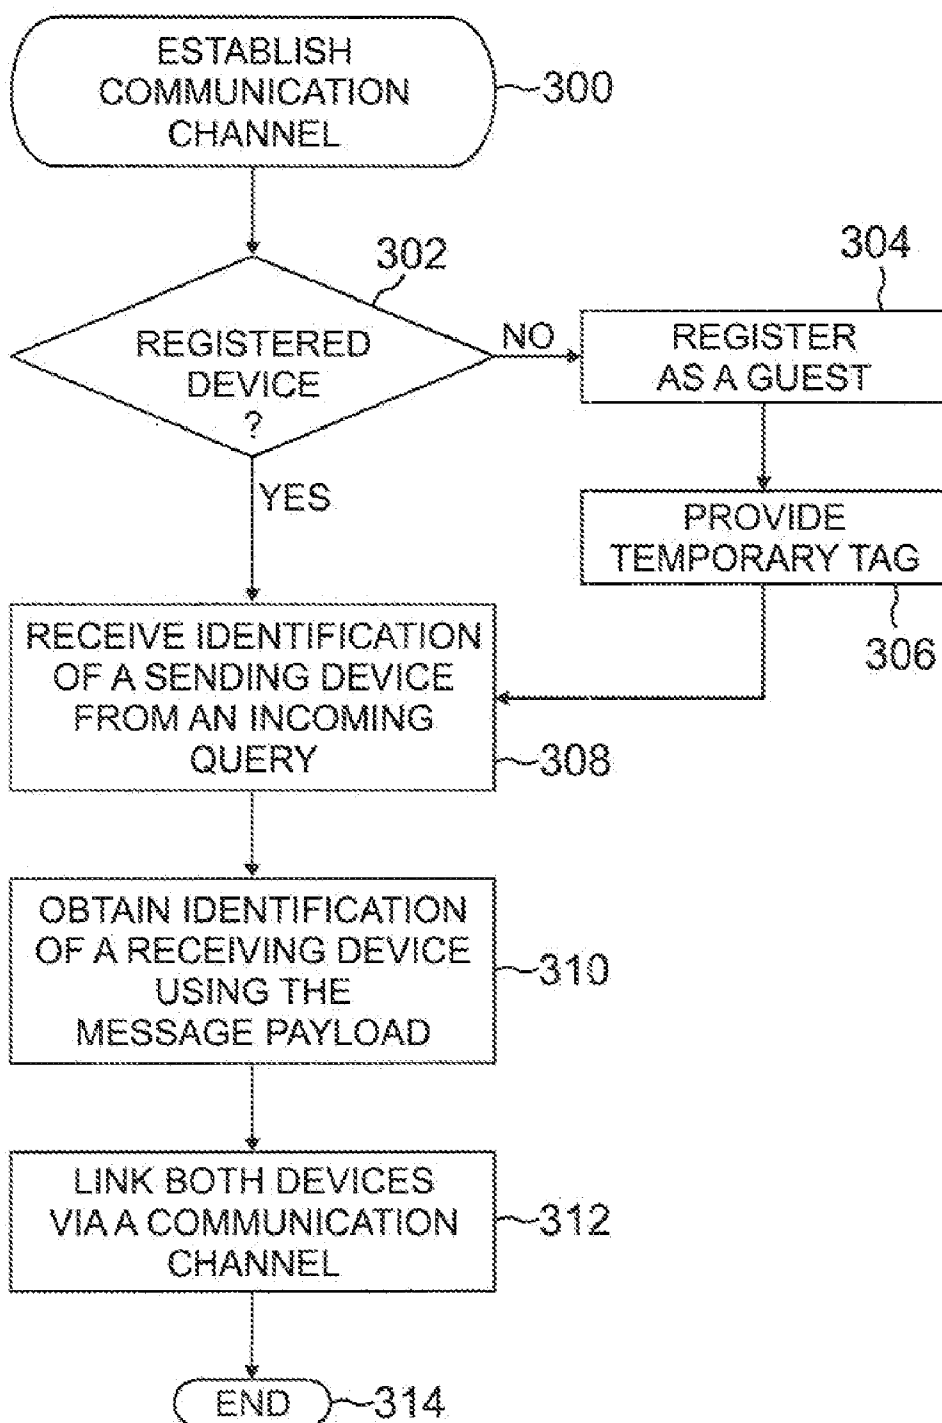 ESTABLISH
COMMUNICATION
CHANNEL
300
302
REGISTERED
DEVICE
?
NO
304
REGISTER
AS A GUEST
YES
PROVIDE
TEMPORARY TAG
306
RECEIVE IDENTIFICATION
OF A SENDING DEVICE
FROM AN INCOMING
QUERY
308
OBTAIN IDENTIFICATION
OF A RECEIVING DEVICE
USING THE
MESSAGE PAYLOAD
310
LINK BOTH DEVICES
VIA A COMMUNICATION
CHANNEL
312
END
314